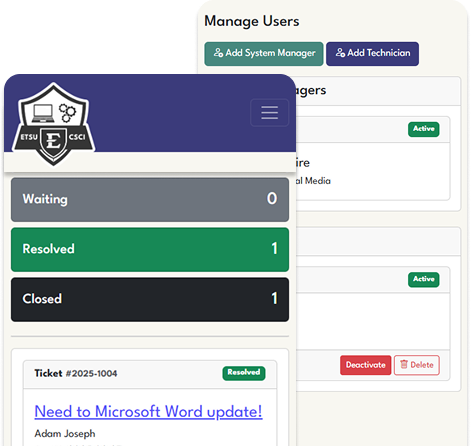 Manage Users
Add System Manager
Add Technician
agers
Active
ire
al Media
Active
Deactivate
Delete
ETSU E CSCI
Waiting 0
Resolved 1
Closed 1
Ticket #2025-1004 Resolved
Need to Microsoft Word update!
Adam Joseph